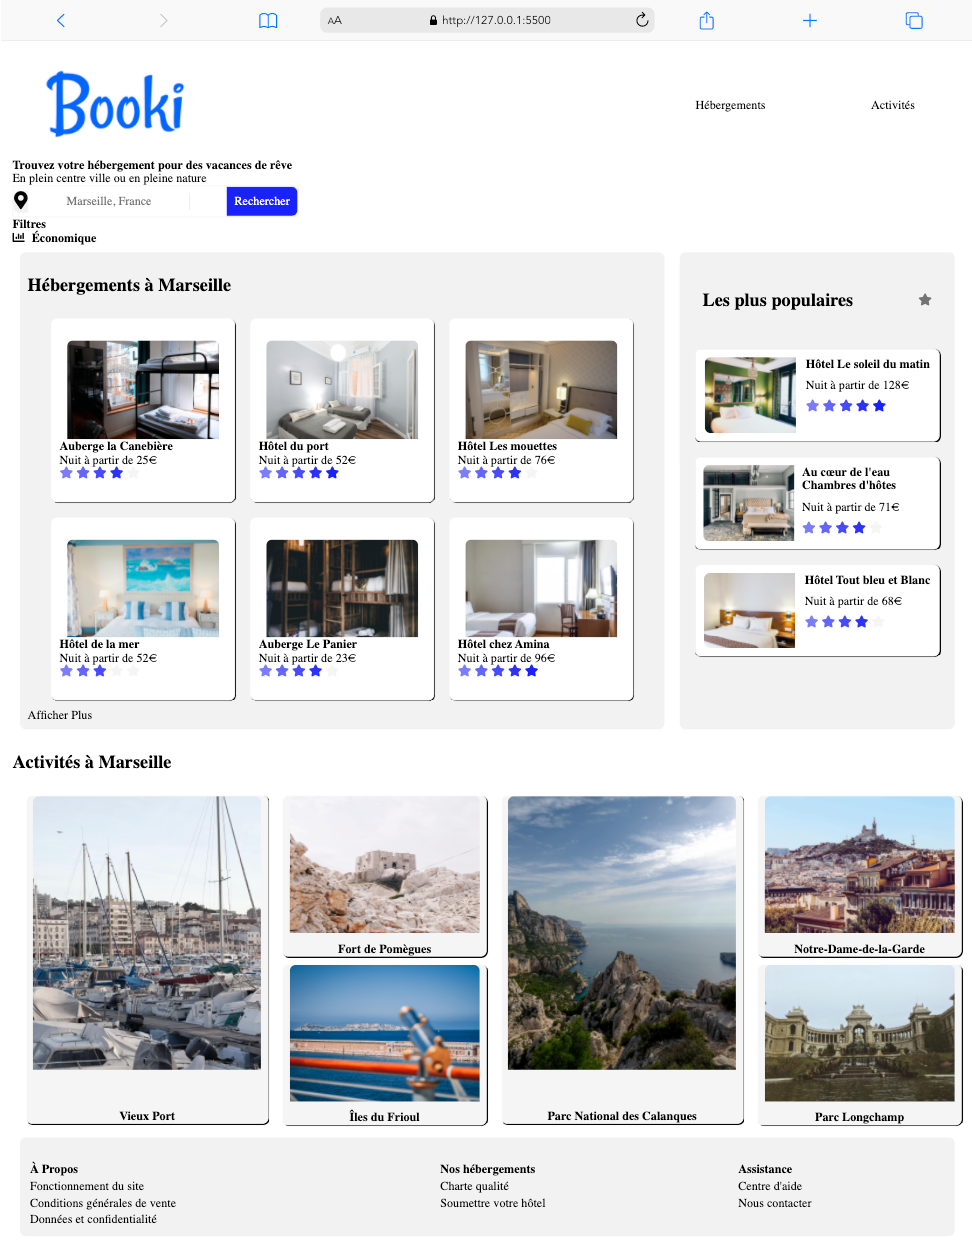 AA
http://127.0.0.1:5500
Booki
Hébergements
Activités
Trouvez votre hébergement pour des vacances de rêve
En plein centre ville ou en pleine nature
Marseille, France
Rechercher
Filtres
Économique
Hébergements à Marseille
Auberge la Canebière
Nuit à partir de 25€
Hôtel du port
Nuit à partir de 52€
Hôtel Les mouettes
Nuit à partir de 76€
Hôtel de la mer
Nuit à partir de 52€
Auberge Le Panier
Nuit à partir de 23€
Hôtel chez Amina
Nuit à partir de 96€
Afficher Plus
Les plus populaires
Hôtel Le soleil du matin
Nuit à partir de 128€
Au cœur de l'eau
Chambres d'hôtes
Nuit à partir de 71€
Hôtel Tout bleu et Blanc
Nuit à partir de 68€
Activités à Marseille
Vieux Port
Fort de Pomègues
Îles du Frioul
Parc National des Calanques
Notre-Dame-de-la-Garde
Parc Longchamp
À Propos
Fonctionnement du site
Conditions générales de vente
Données et confidentialité
Nos hébergements
Charte qualité
Soumettre votre hôtel
Assistance
Centre d'aide
Nous contacter